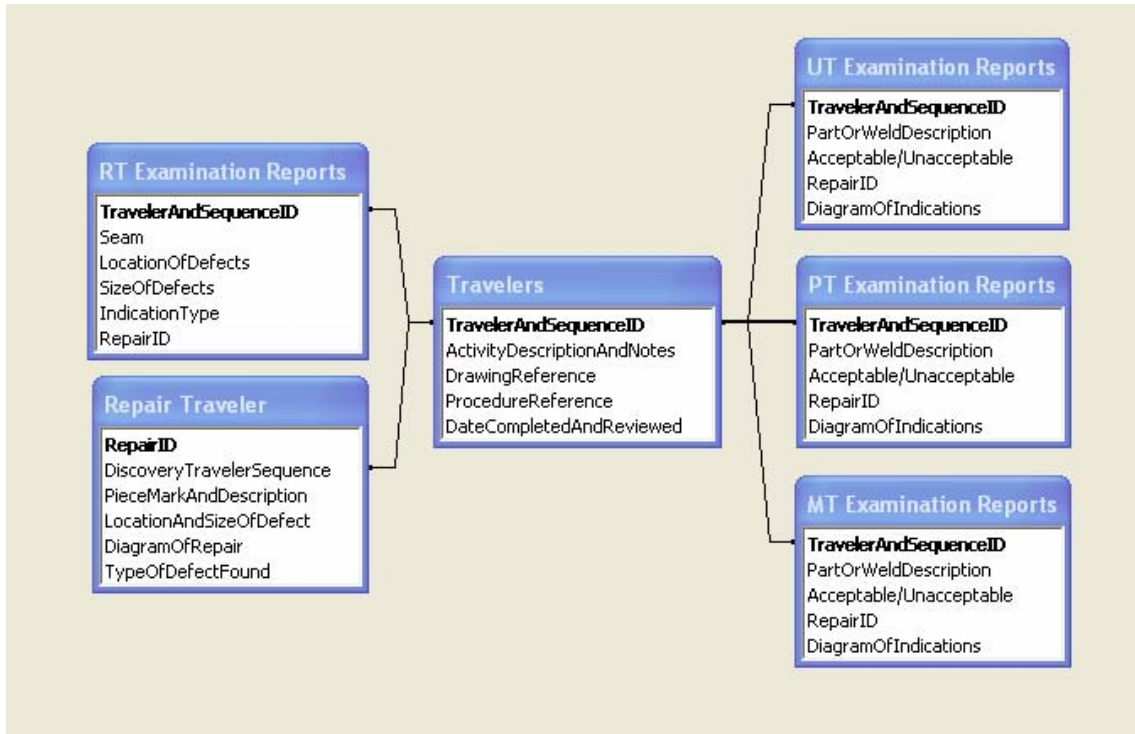 RT Examination Reports
TravelerAndSequenceID
Seam
LocationOfDefects
SizeOfDefects
IndicationType
RepairID
Repair Traveler
RepairID
DiscoveryTravelerSequence
PieceMarkAndDescription
LocationAndSizeOfDefect
DiagramOfRepair
TypeOfDefectFound
Travelers
TravelerAndSequenceID
ActivityDescriptionAndNotes
DrawingReference
ProcedureReference
DateCompletedAndReviewed
UT Examination Reports
TravelerAndSequenceID
PartOrWeldDescription
Acceptable/Unacceptable
RepairID
DiagramOfIndications
PT Examination Reports
TravelerAndSequenceID
PartOrWeldDescription
Acceptable/Unacceptable
RepairID
DiagramOfIndications
MT Examination Reports
TravelerAndSequenceID
PartOrWeldDescription
Acceptable/Unacceptable
RepairID
DiagramOfIndications